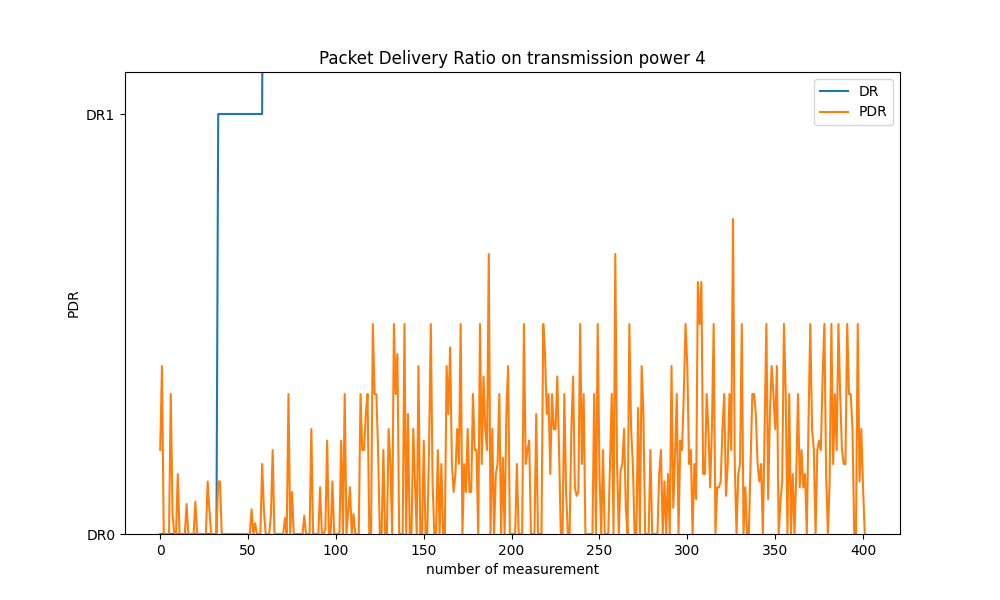 Packet Delivery Ratio on transmission power 4
DR
PDR
DR1
PDR
DR0
0 50 100 150 200 250 300 350 400
number of measurement